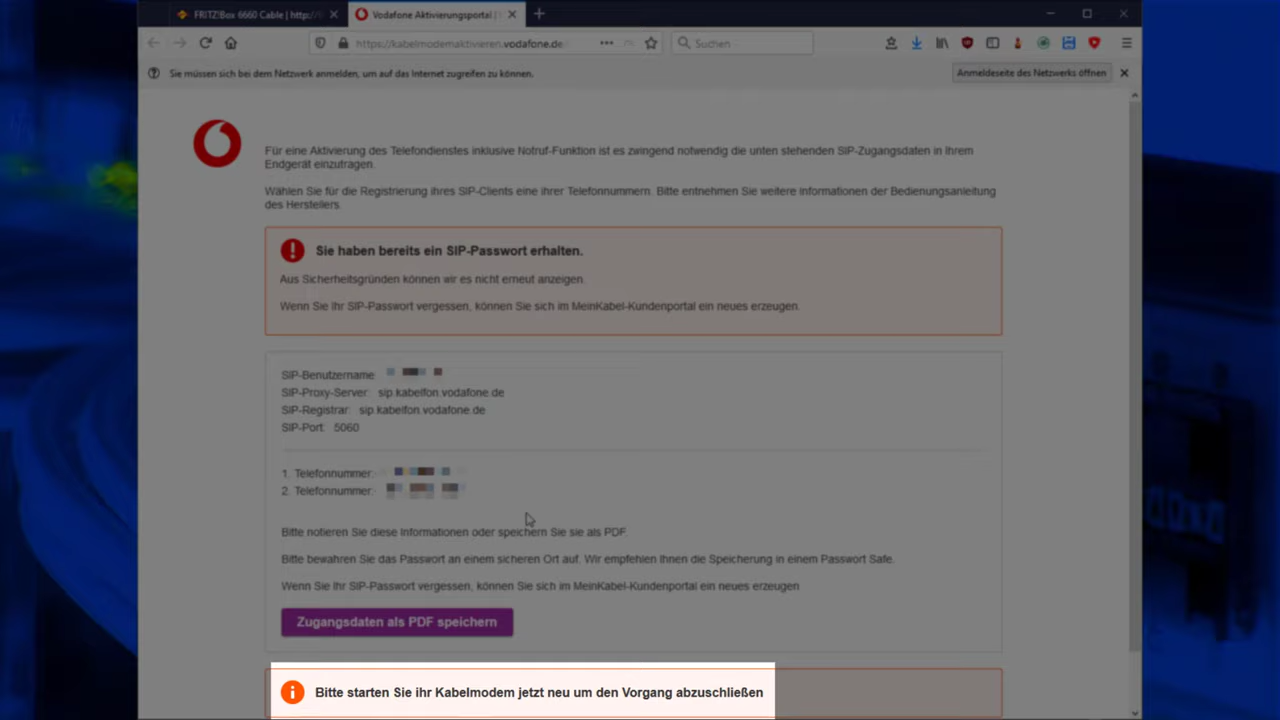 FRITZ!Box 6660 Cable | http://
Vodafone Aktivierungsportal |
https://kabelmodemaktivieren.vodafone.de
Suchen
Sie müssen sich bei dem Netzwerk anmelden, um auf das Internet zugreifen zu können.
Anmeldeseite des Netzwerks öffnen
Für eine Aktivierung des Telefondienstes inklusive Notruf-Funktion ist es zwingend notwendig die unten stehenden SIP-Zugangsdaten in Ihrem
Endgerät einzutragen.
Wählen Sie für die Registrierung ihres SIP-Clients eine ihrer Telefonnummern. Bitte entnehmen Sie weitere Informationen der Bedienungsanleitung
des Herstellers.
Sie haben bereits ein SIP-Passwort erhalten.
Aus Sicherheitsgründen können wir es nicht erneut anzeigen.
Wenn Sie Ihr SIP-Passwort vergessen, können Sie sich im MeinKabel-Kundenportal ein neues erzeugen.
SIP-Benutzername
SIP-Proxy-Server: sip.kabelfon.vodafone.de
SIP-Registrar: sip.kabelfon.vodafone.de
SIP-Port: 5060
1. Telefonnummer:
2. Telefonnummer:
Bitte notieren Sie diese Informationen oder speichern Sie sie als PDF.
Bitte bewahren Sie das Passwort an einem sicheren Ort auf. Wir empfehlen Ihnen die Speicherung in einem Passwort Safe.
Wenn Sie Ihr SIP-Passwort vergessen, können Sie sich im MeinKabel-Kundenportal ein neues erzeugen
Zugangsdaten als PDF speichern
Bitte starten Sie ihr Kabelmodem jetzt neu um den Vorgang abzuschließen